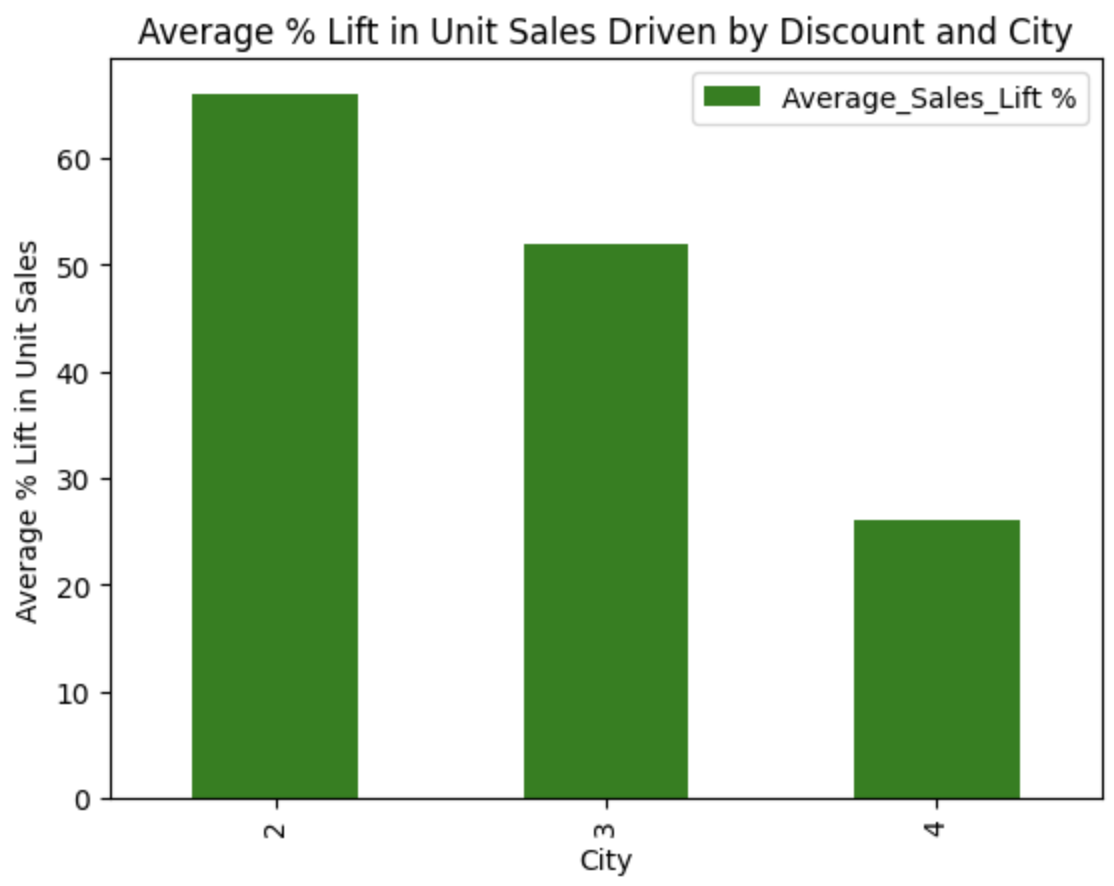 Average % Lift in Unit Sales Driven by Discount and City
Average_Sales_Lift %
Average % Lift in Unit Sales
60
50
40
30
20
10
0
2
3
4
City